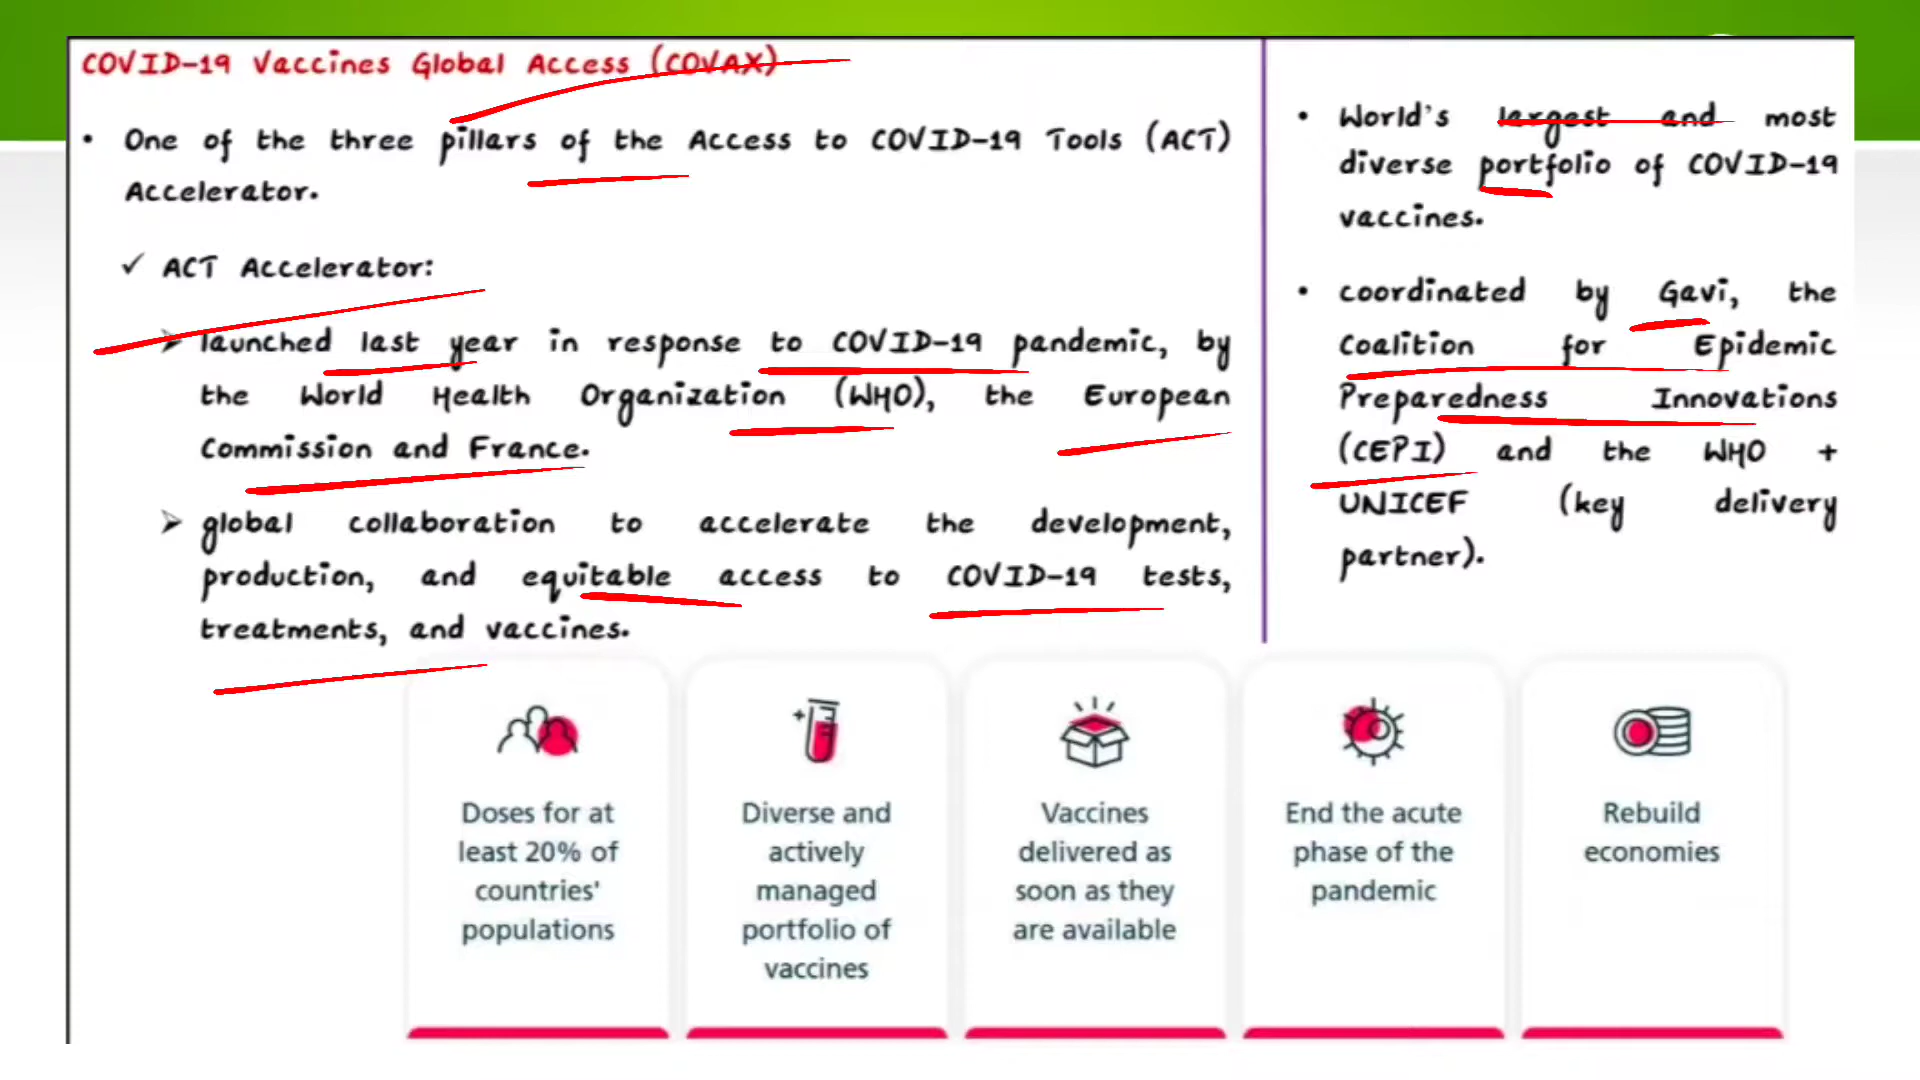 COVID-19 Vaccines Global Access (COVAX)
• One of the three pillars of the Access to COVID-19 Tools (ACT)
Accelerator.
✓ ACT Accelerator:
➢ launched last year in response to COVID-19 pandemic, by
the World Health Organization (WHO), the European
Commission and France.
➢ global collaboration to accelerate the development,
production, and equitable access to COVID-19 tests,
treatments, and vaccines.
• World's largest and most
diverse portfolio of COVID-19
vaccines.
• coordinated by Gavi, the
Coalition for Epidemic
Preparedness Innovations
(CEPI) and the WHO +
UNICEF (key delivery
partner).
Doses for at
least 20% of
countries'
populations
Diverse and
actively
managed
portfolio of
vaccines
Vaccines
delivered as
soon as they
are available
End the acute
phase of the
pandemic
Rebuild
economies